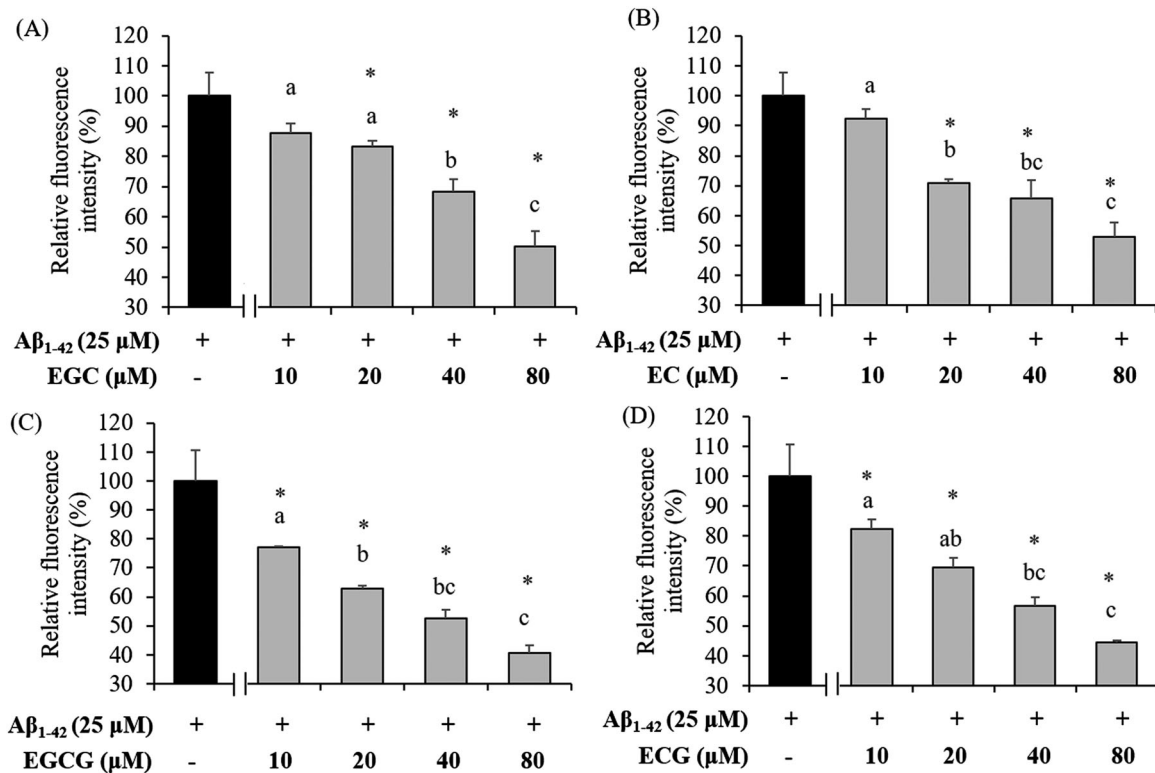 (A)
120
110
100
90
80
70
60
50
40
30
Relative fluorescence
intensity (%)
a
*
a
*
b
*
c
Aβ₁₋₄₂ (25 μM) + + + + +
EGC (μM) - 10 20 40 80
(B)
120
110
100
90
80
70
60
50
40
30
Relative fluorescence
intensity (%)
a
*
b
*
bc
*
c
Aβ₁₋₄₂ (25 μM) + + + + +
EC (μM) - 10 20 40 80
(C)
120
110
100
90
80
70
60
50
40
30
Relative fluorescence
intensity (%)
*
a
*
b
*
bc
*
c
Aβ₁₋₄₂ (25 μM) + + + + +
EGCG (μM) - 10 20 40 80
(D)
120
110
100
90
80
70
60
50
40
30
Relative fluorescence
intensity (%)
*
a
*
ab
*
bc
*
c
Aβ₁₋₄₂ (25 μM) + + + + +
ECG (μM) - 10 20 40 80